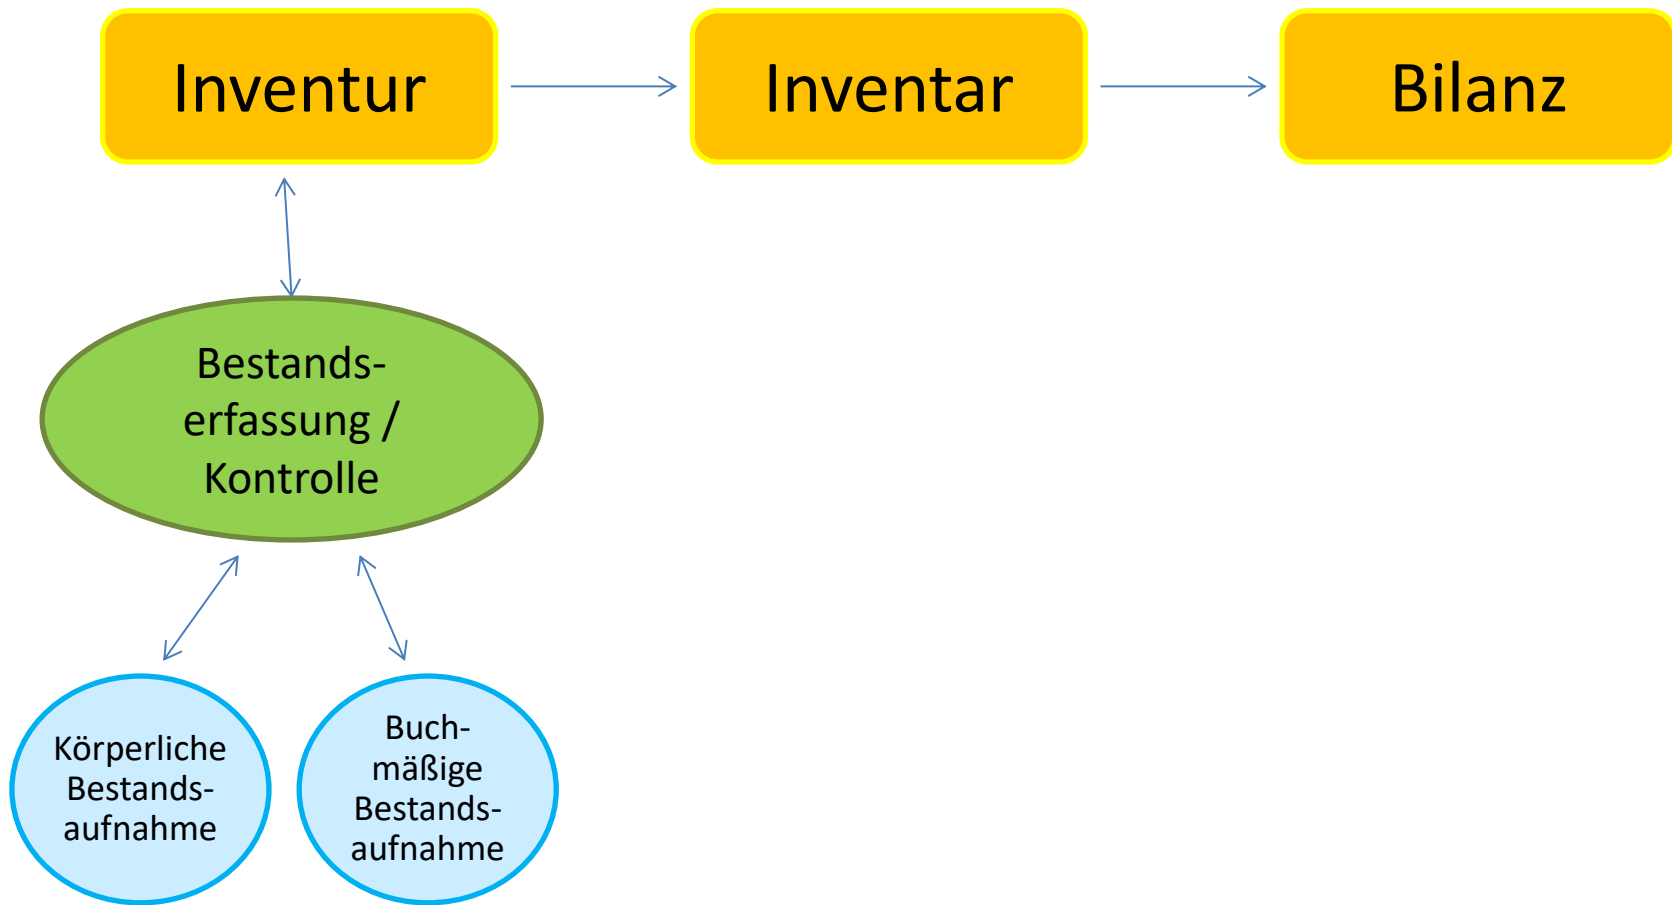 Inventur
Inventar
Bilanz
Bestands-
erfassung /
Kontrolle
Körperliche
Bestands-
aufnahme
Buch-
mäßige
Bestands-
aufnahme